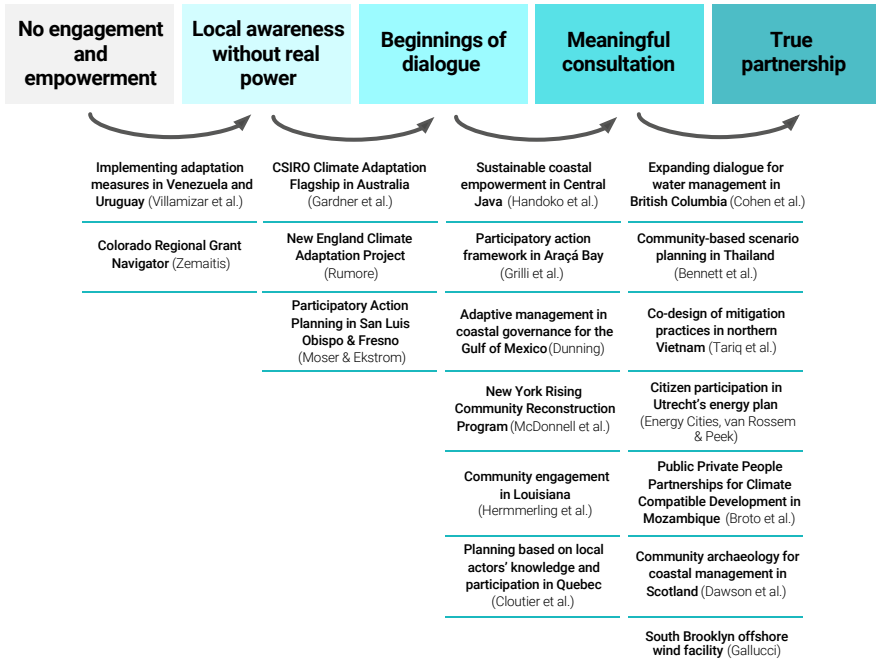 No engagement
and
empowerment
Local awareness
without real
power
Beginnings of
dialogue
Meaningful
consultation
True
partnership
Implementing adaptation
measures in Venezuela and
Uruguay (Villamizar et al.)
Colorado Regional Grant
Navigator (Zemaitis)
CSIRO Climate Adaptation
Flagship in Australia
(Gardner et al.)
New England Climate
Adaptation Project
(Rumore)
Participatory Action
Planning in San Luis
Obispo & Fresno
(Moser & Ekstrom)
Sustainable coastal
empowerment in Central
Java (Handoko et al.)
Participatory action
framework in Araçá Bay
(Grilli et al.)
Adaptive management in
coastal governance for the
Gulf of Mexico (Dunning)
New York Rising
Community Reconstruction
Program (McDonnell et al.)
Community engagement
in Louisiana
(Hermmerling et al.)
Planning based on local
actors' knowledge and
participation in Quebec
(Cloutier et al.)
Expanding dialogue for
water management in
British Columbia (Cohen et al.)
Community-based scenario
planning in Thailand
(Bennett et al.)
Co-design of mitigation
practices in northern
Vietnam (Tariq et al.)
Citizen participation in
Utrecht's energy plan
(Energy Cities, van Rossem
& Peek)
Public Private People
Partnerships for Climate
Compatible Development in
Mozambique (Broto et al.)
Community archaeology for
coastal management in
Scotland (Dawson et al.)
South Brooklyn offshore
wind facility (Gallucci)